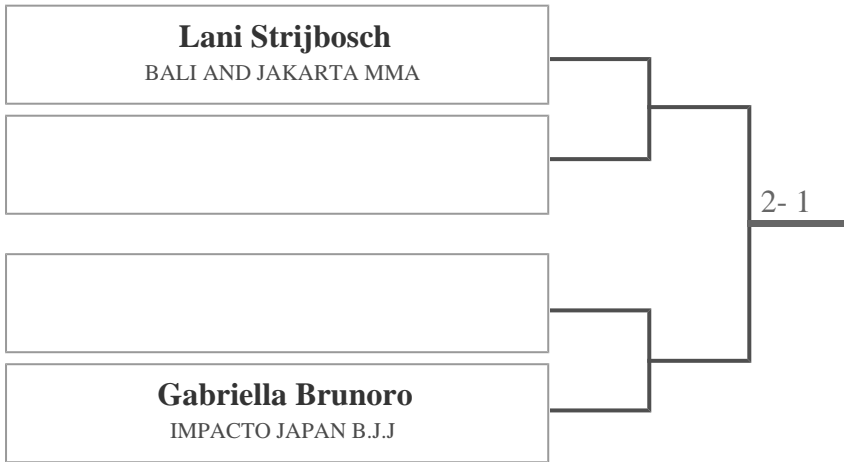 Lani Strijbosch
BALI AND JAKARTA MMA
2- 1
Gabriella Brunoro
IMPACTO JAPAN B.J.J